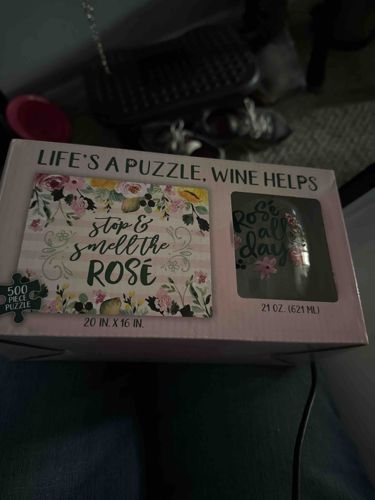 LIFE'S A PUZZLE, WINE HELPS
stop &
smell the
ROSÉ
500
PIECE
PUZZLE
20 IN. X 16 IN.
Rosé
all
day
21 OZ. (621 ML)